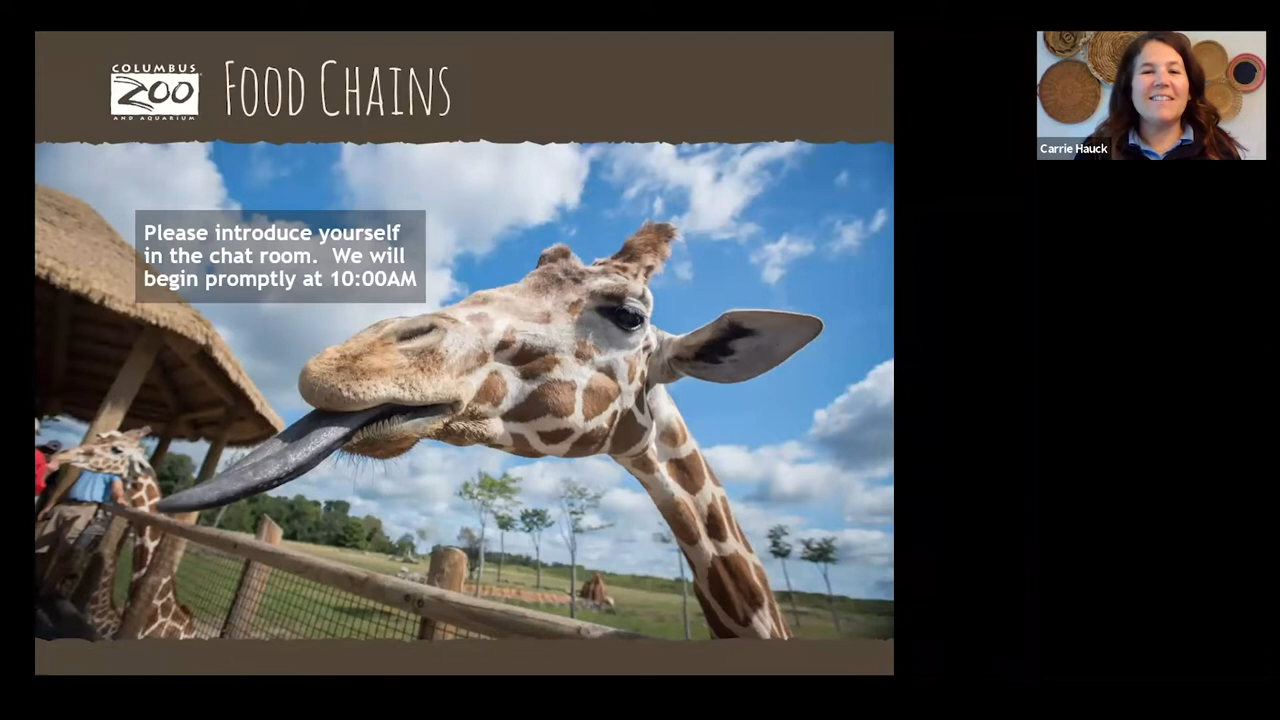 COLUMBUS
ZOO
AND AQUARIUM
FOOD CHAINS
Please introduce yourself
in the chat room. We will
begin promptly at 10:00AM
Carrie Hauck